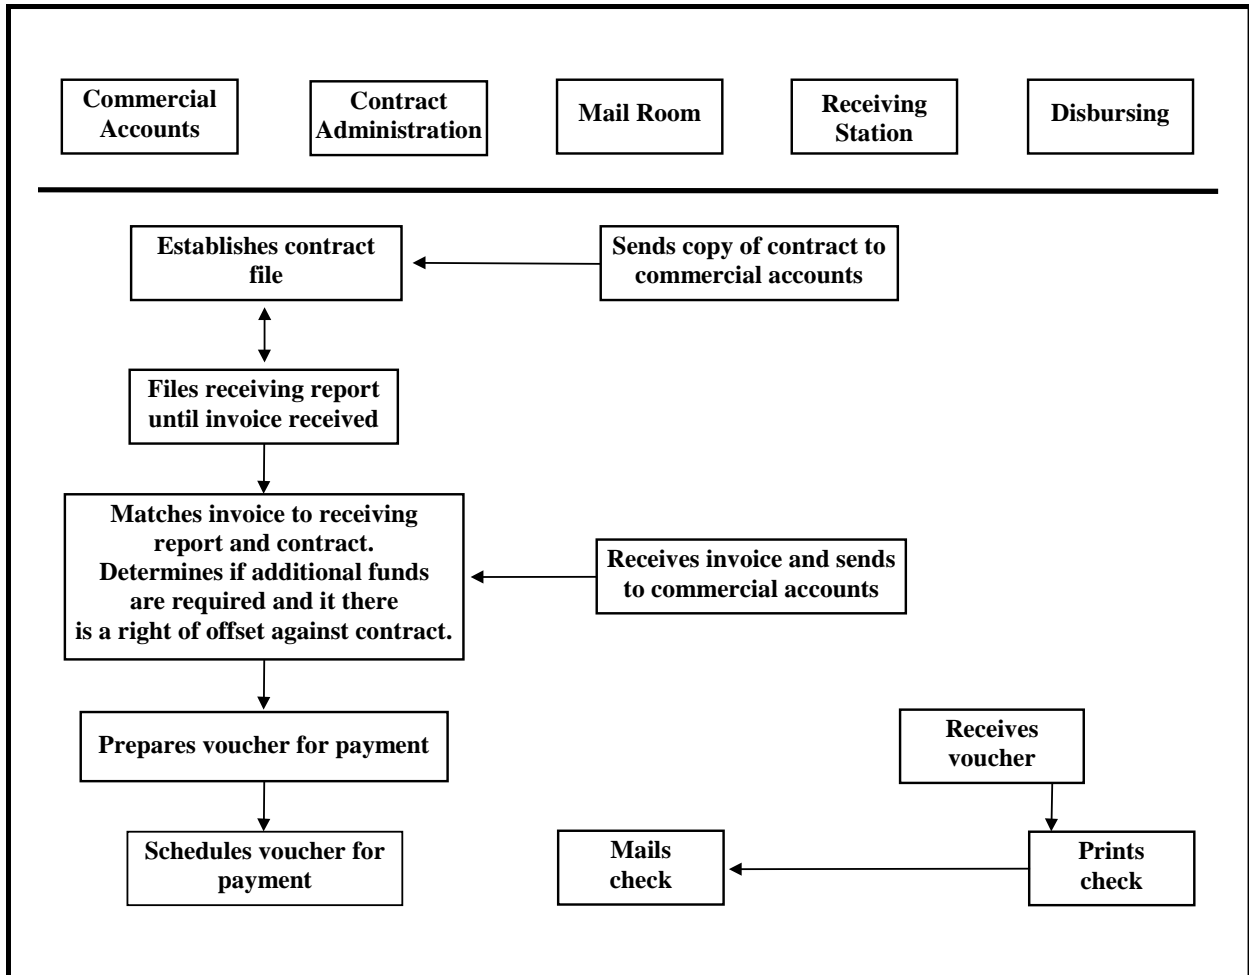 Commercial
Accounts
Contract
Administration
Mail Room
Receiving
Station
Disbursing
Establishes contract
file
Sends copy of contract to
commercial accounts
Files receiving report
until invoice received
Matches invoice to receiving
report and contract.
Determines if additional funds
are required and it there
is a right of offset against contract.
Receives invoice and sends
to commercial accounts
Prepares voucher for payment
Receives
voucher
Schedules voucher for
payment
Mails
check
Prints
check